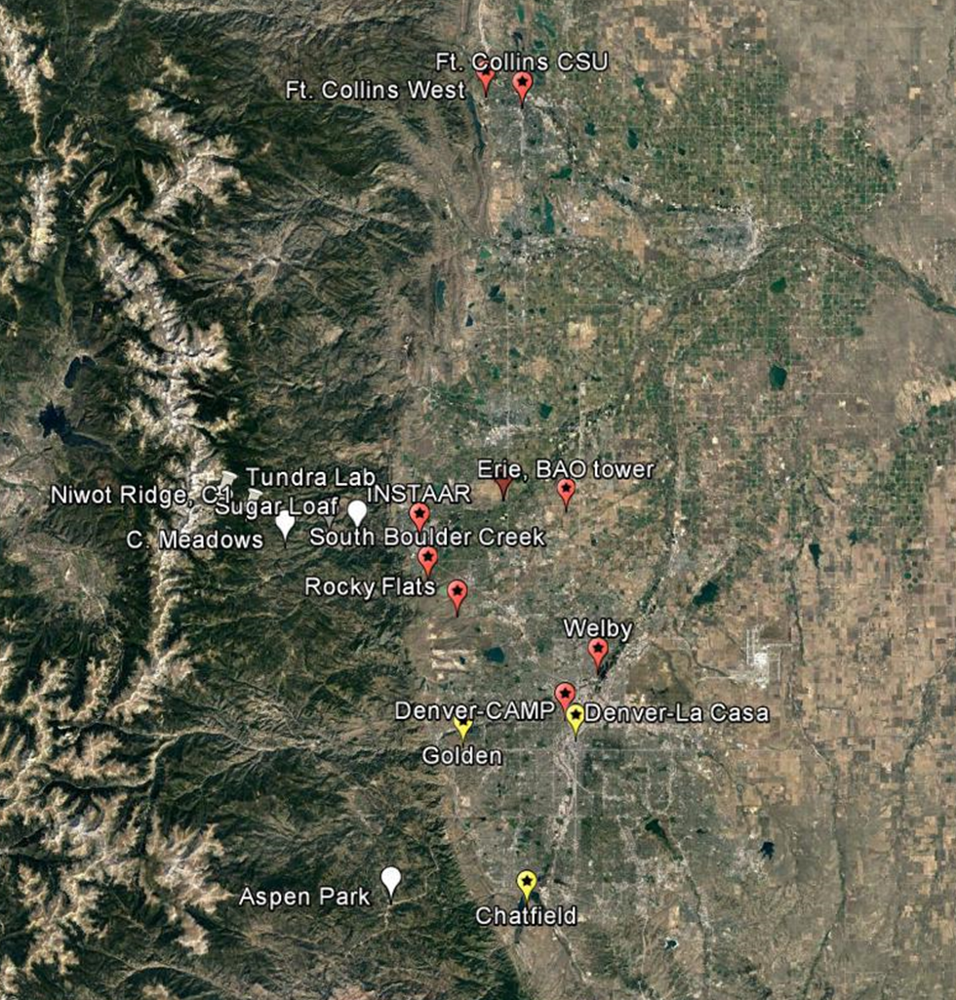 Ft. Collins CSU
Ft. Collins West
Erie, BAO tower
Tundra Lab
Niwot Ridge, C1
INSTAAR
Sugar Loaf
C. Meadows
South Boulder Creek
Rocky Flats
Welby
Denver-CAMP
Denver-La Casa
Golden
Aspen Park
Chatfield